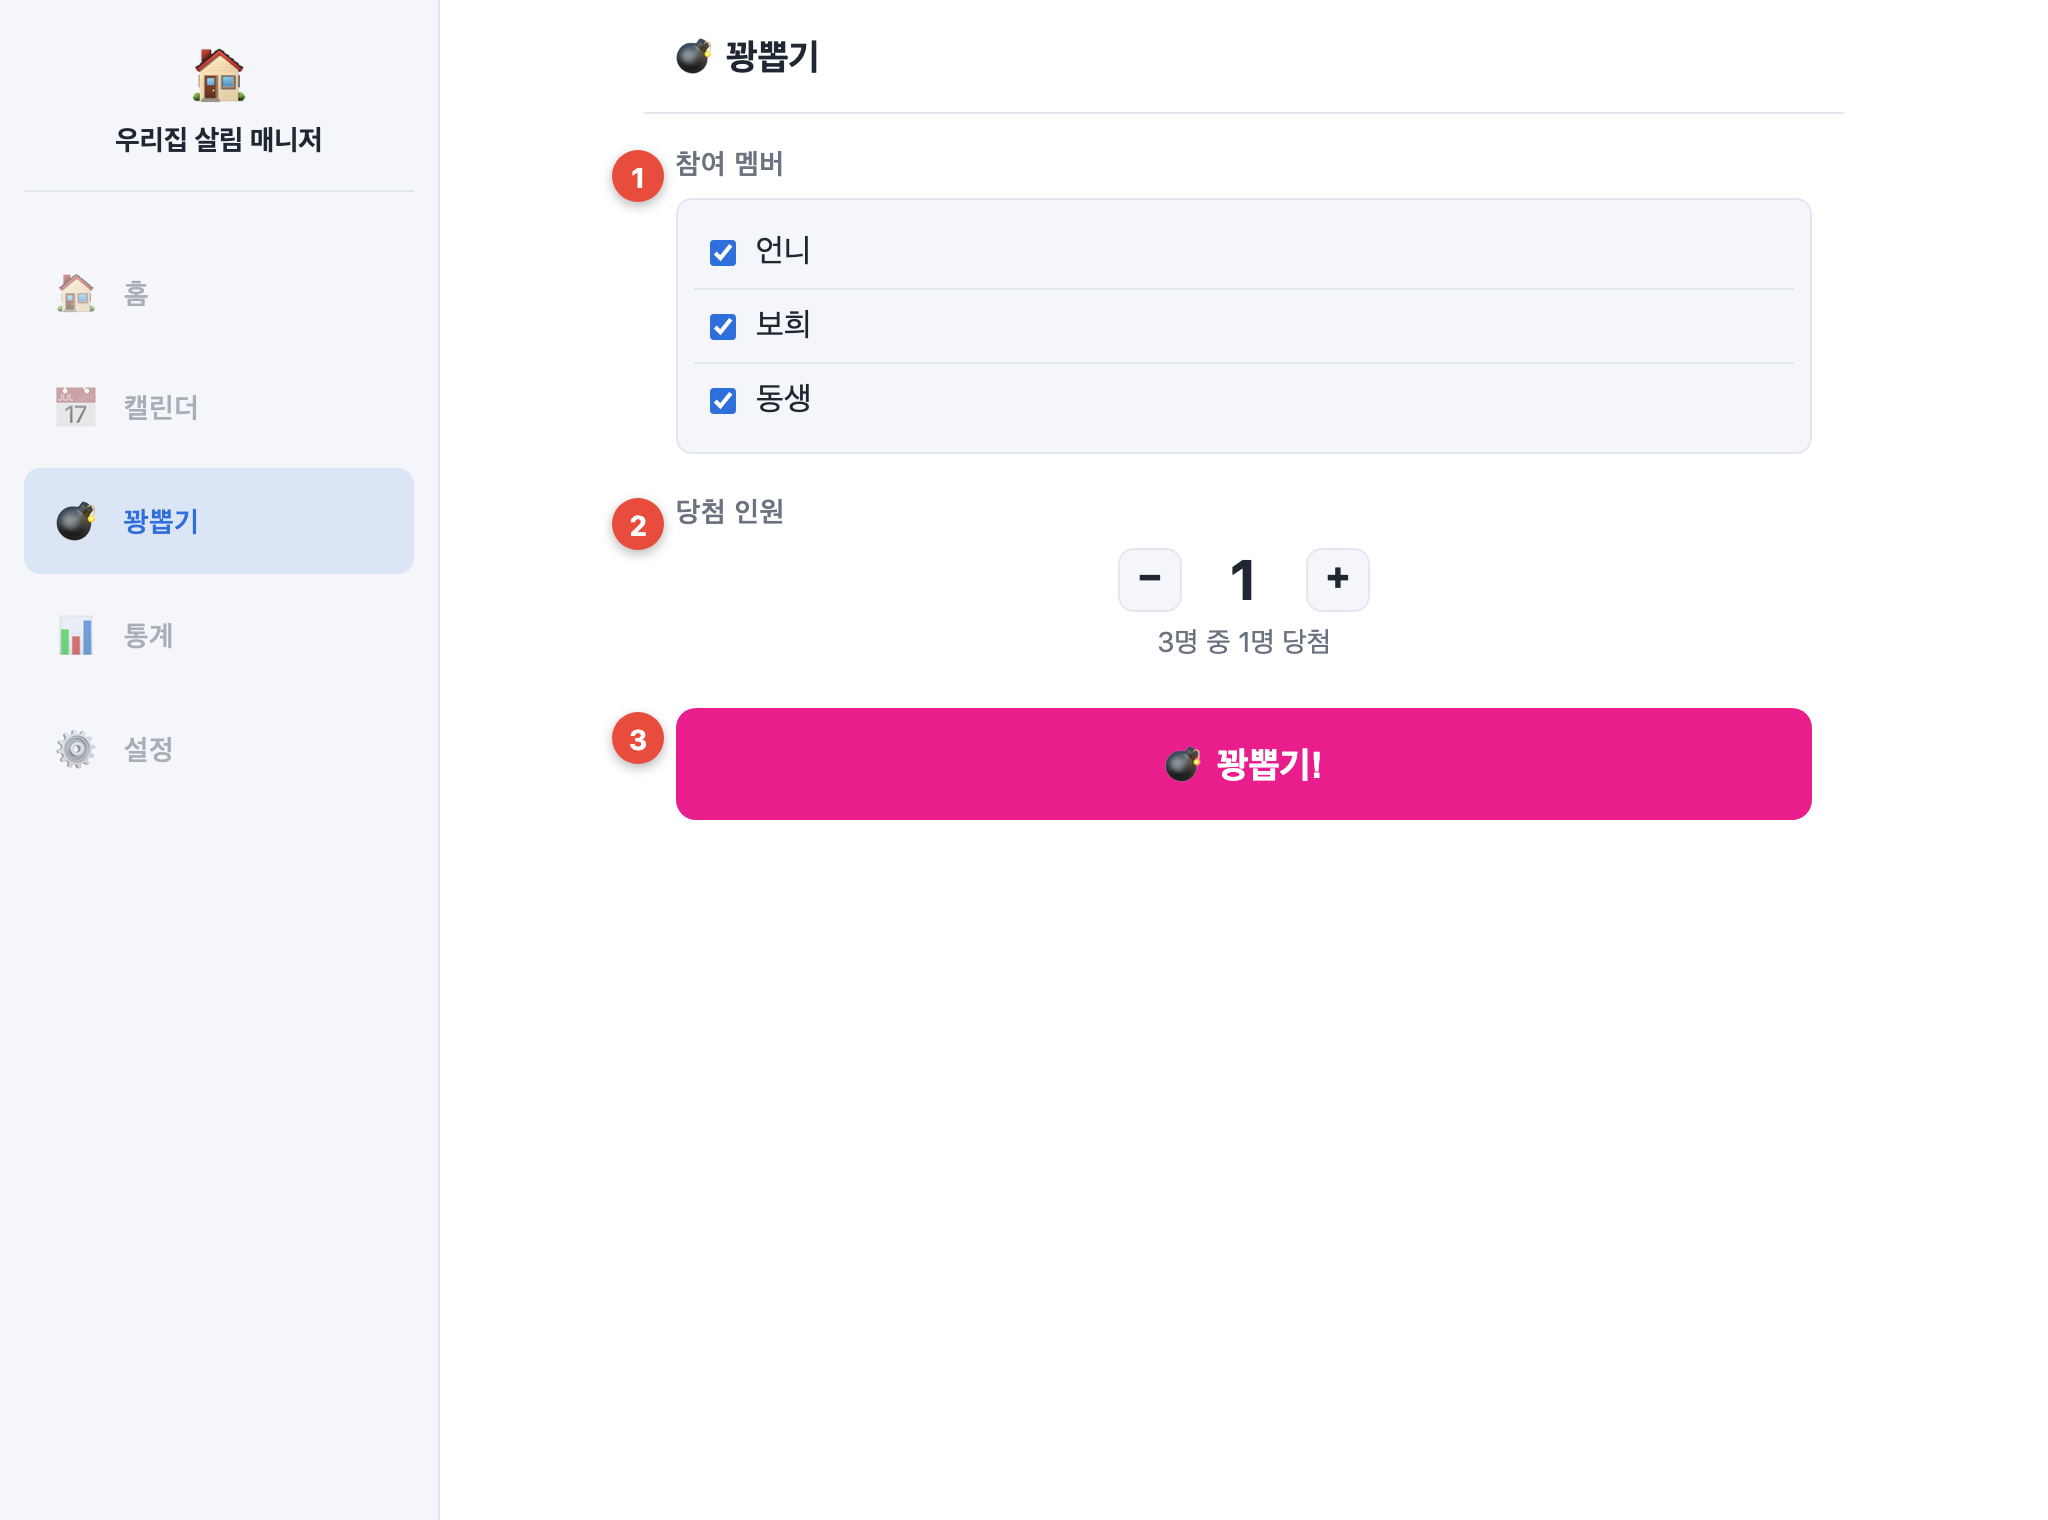 우리집 살림 매니저
홈
캘린더
꽝뽑기
통계
설정
꽝뽑기
1 참여 멤버
언니
보희
동생
2 당첨 인원
− 1 +
3명 중 1명 당첨
3 꽝뽑기!
JUL
17